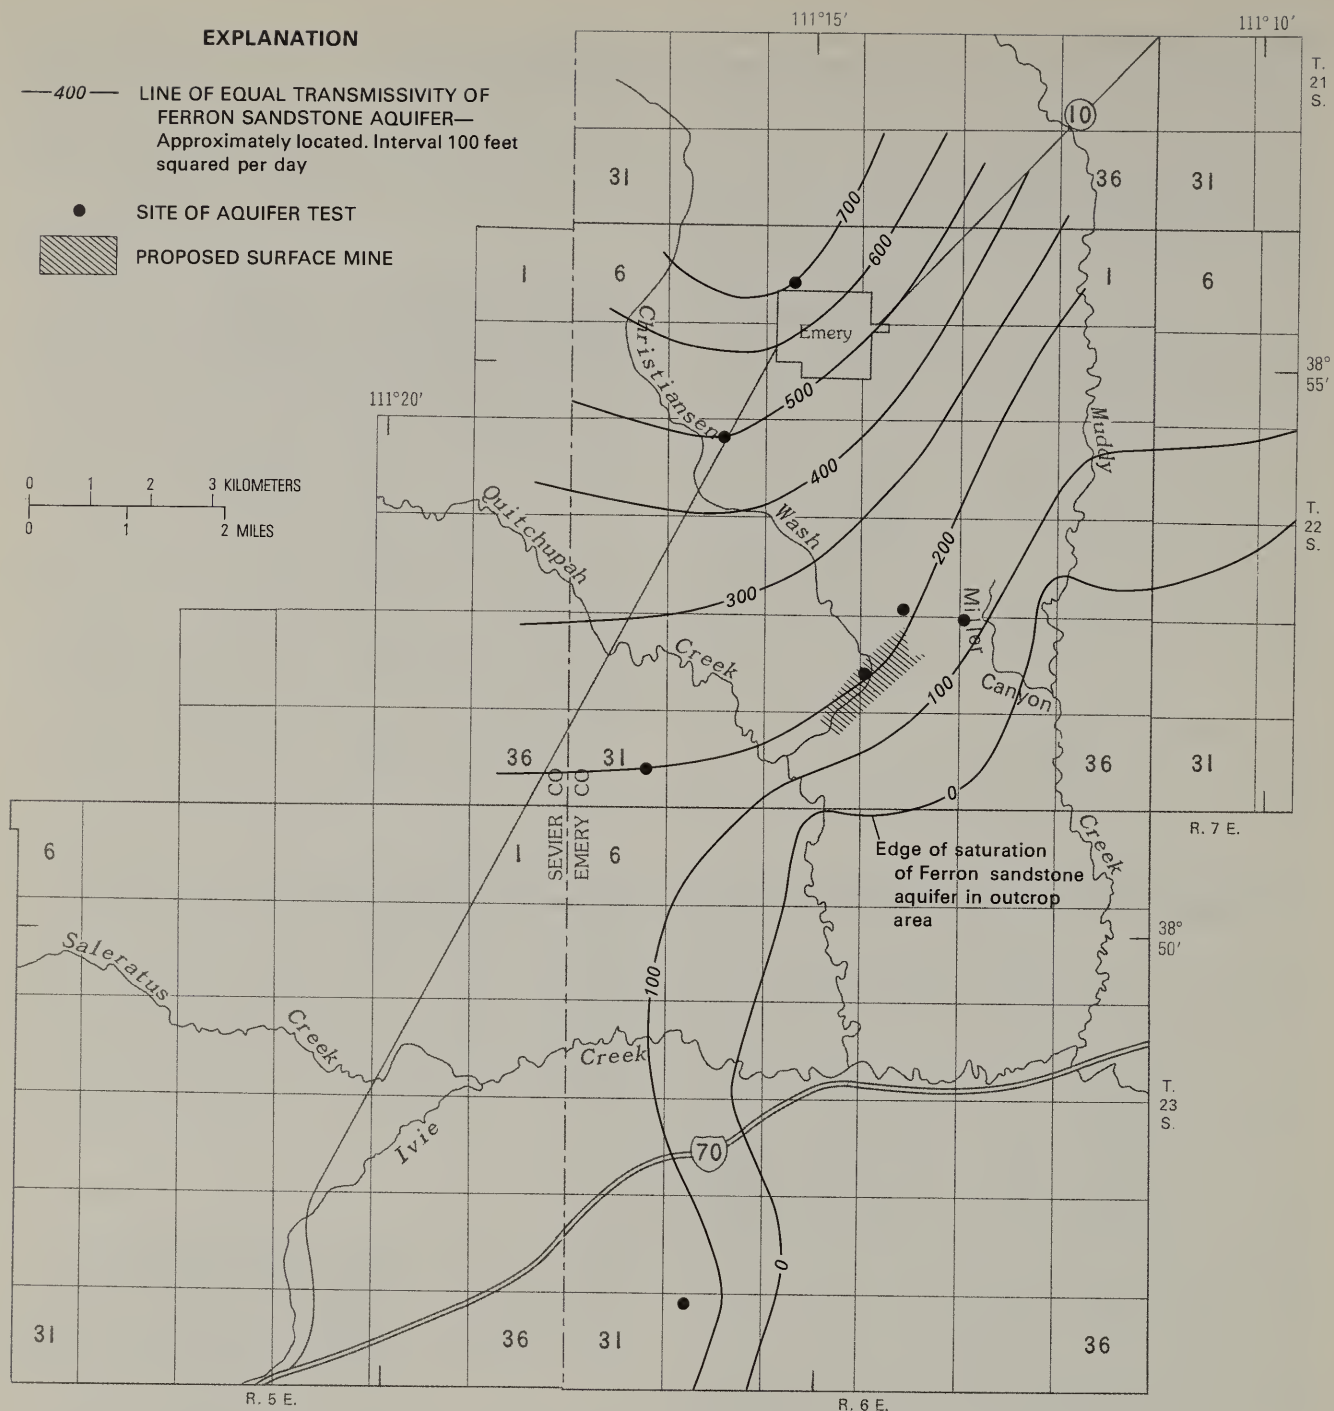 EXPLANATION
400
LINE OF EQUAL TRANSMISSIVITY OF
FERRON SANDSTONE AQUIFER—
Approximately located. Interval 100 feet
squared per day
SITE OF AQUIFER TEST
PROPOSED SURFACE MINE
111°15′
111°10′
T.
21
S.
10
31
36
31
700
600
1
6
1
6
Christiansen
Emery
38°
55′
500
111°20′
Muddy
400
0 1 2 3 KILOMETERS
0 1 2 MILES
Quitchupah
Wash
T.
22
S.
200
300
Miller
Creek
Canyon
100
36
31
36
31
SEVIER CO
EMERY CO
0
R. 7 E.
6
1
6
Creek
Edge of saturation
of Ferron sandstone
aquifer in outcrop
area
38°
50′
Saleratus
100
Creek
Creek
T.
23
S.
Ivie
70
0
31
36
31
36
R. 5 E.
R. 6 E.